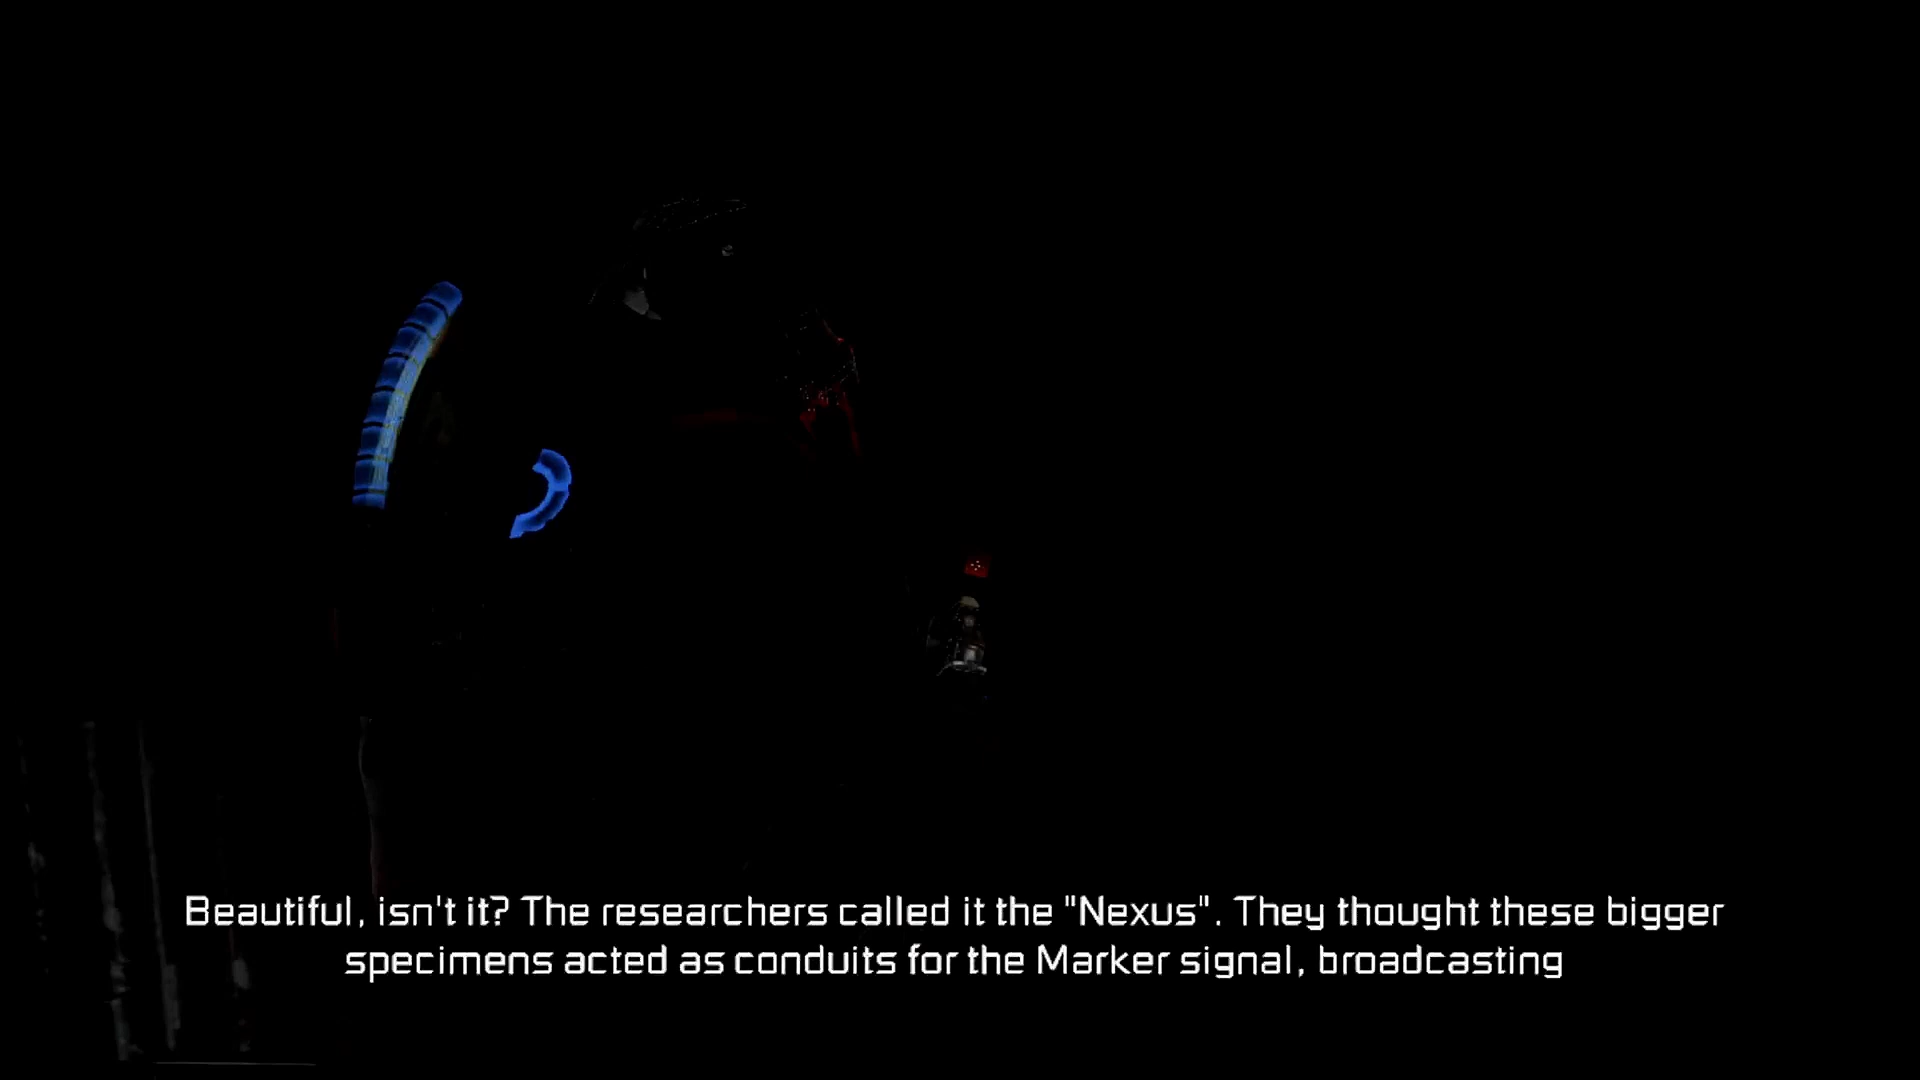 Beautiful, isn't it? The researchers called it the "Nexus". They thought these bigger
specimens acted as conduits for the Marker signal, broadcasting